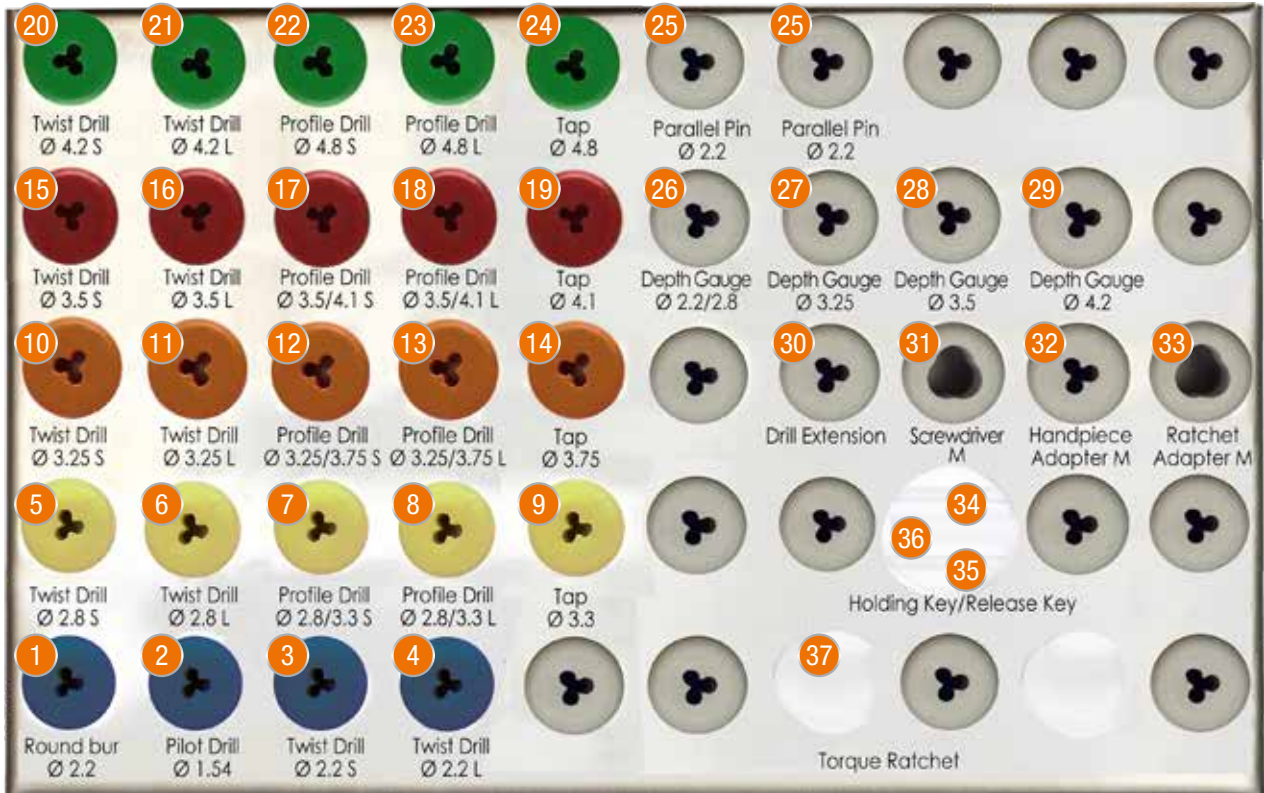 20 21 22 23 24 25 25
Twist Drill Twist Drill Profile Drill Profile Drill Tap Parallel Pin Parallel Pin
Ø 4.2 S Ø 4.2 L Ø 4.8 S Ø 4.8 L Ø 4.8 Ø 2.2 Ø 2.2
15 16 17 18 19 26 27 28 29
Twist Drill Twist Drill Profile Drill Profile Drill Tap Depth Gauge Depth Gauge Depth Gauge Depth Gauge
Ø 3.5 S Ø 3.5 L Ø 3.5/4.1 S Ø 3.5/4.1 L Ø 4.1 Ø 2.2/2.8 Ø 3.25 Ø 3.5 Ø 4.2
10 11 12 13 14 30 31 32 33
Twist Drill Twist Drill Profile Drill Profile Drill Tap Drill Extension Screwdriver Handpiece Ratchet
Ø 3.25 S Ø 3.25 L Ø 3.25/3.75 S Ø 3.25/3.75 L Ø 3.75 M Adapter M Adapter M
5 6 7 8 9 34
36
35
Twist Drill Twist Drill Profile Drill Profile Drill Tap Holding Key/Release Key
Ø 2.8 S Ø 2.8 L Ø 2.8/3.3 S Ø 2.8/3.3 L Ø 3.3
1 2 3 4 37
Round bur Pilot Drill Twist Drill Twist Drill Torque Ratchet
Ø 2.2 Ø 1.54 Ø 2.2 S Ø 2.2 L